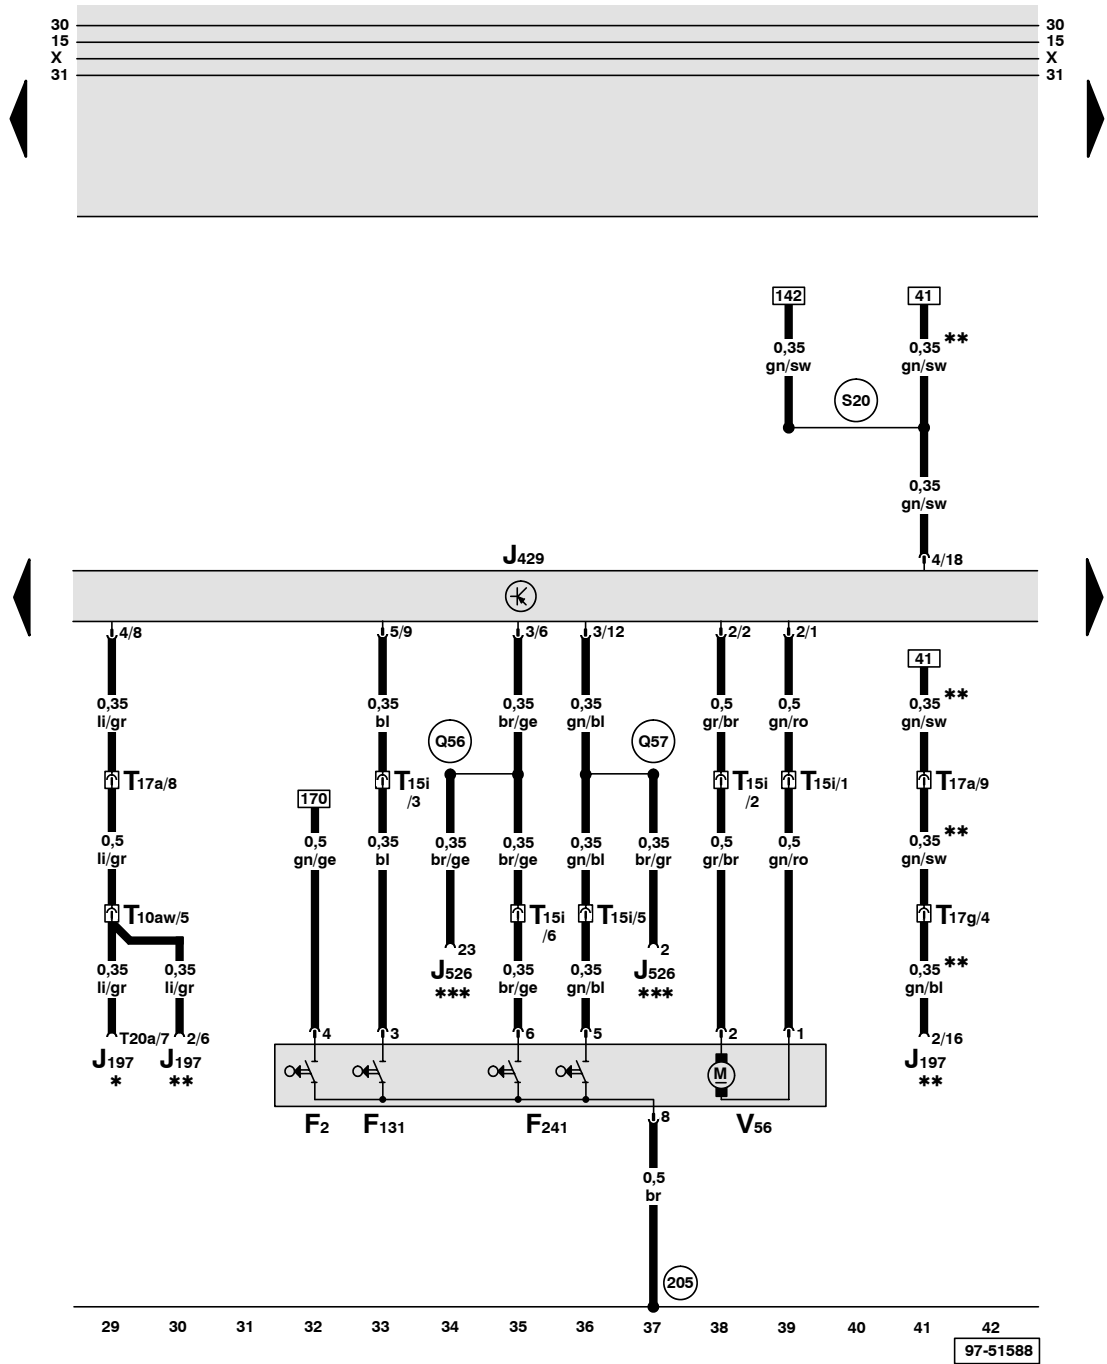 30 30
15 15
X X
31 31
142 41
0,35 0,35 **
gn/sw gn/sw
S20
0,35
gn/sw
J429 4/18
4/8 5/9 3/6 3/12 2/2 2/1
41
0,35 0,35 0,35 0,35 0,5 0,5 0,35 **
li/gr bl br/ge gn/bl gr/br gn/ro gn/sw
Q56 Q57
T17a/8 T15i T15i T15i/1 T17a/9
/3 /2
170
0,5 0,5 0,35 0,35 0,35 0,35 0,35 0,5 0,5 0,35 **
li/gr gn/ge bl br/ge br/ge gn/bl br/gr gr/br gn/ro gn/sw
T10aw/5 T15i T15i/5 T17g/4
/6
23 2
0,35 0,35 J526 0,35 0,35 J526 0,35 **
li/gr li/gr *** br/ge gn/bl *** gn/bl
T20a/7 2/6 4 3 6 5 2 1 2/16
J197 J197 J197
* ** **
M
F2 F131 F241 V56
8
0,5
br
205
29 30 31 32 33 34 35 36 37 38 39 40 41 42
97-51588